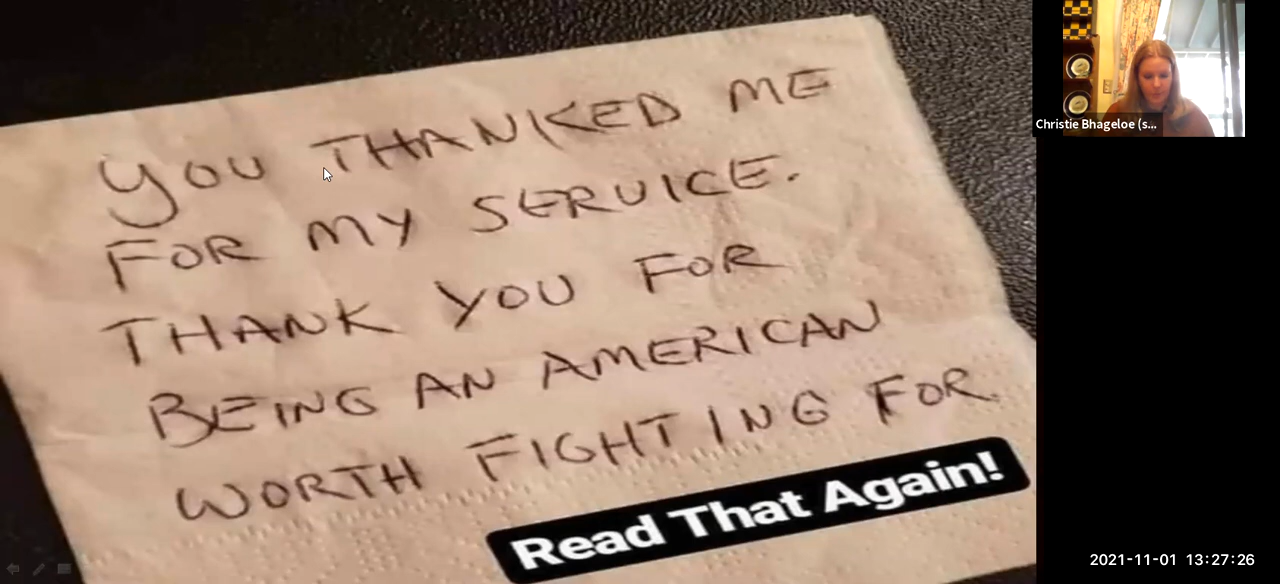 YOU THANKED ME
FOR MY SERVICE.
THANK YOU FOR
BEING AN AMERICAN
WORTH FIGHTING FOR.
Read That Again!
Christie Bhageloe (s...
2021-11-01 13:27:26